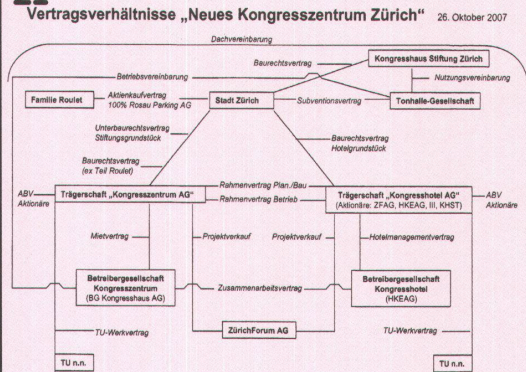 Vertragsverhältnisse „Neues Kongresszentrum Zürich“ 26. Oktober 2007
Dachvereinbarung
Baurechtsvertrag
Kongresshaus Stiftung Zürich
Betriebsvereinbarung
Nutzungsvereinbarung
Familie Roulet
Aktienkaufvertrag
100% Rosau Parking AG
Stadt Zürich
Subventionsvertrag
Tonhalle-Gesellschaft
Unterbaurechtsvertrag
Stiftungsgrundstück
Baurechtsvertrag
Hotelgrundstück
Baurechtsvertrag
(ex Teil Roulet)
ABV
Aktionäre
Trägerschaft „Kongresszentrum AG“
Rahmenvertrag Plan./Bau
Rahmenvertrag Betrieb
Trägerschaft „Kongresshotel AG“
(Aktionäre: ZFAG, HKEAG, III, KHST)
ABV
Aktionäre
Mietvertrag
Projektverkauf
Projektverkauf
Hotelmanagementvertrag
Betreibergesellschaft
Kongresszentrum
(BG Kongresshaus AG)
Zusammenarbeitsvertrag
Betreibergesellschaft
Kongresshotel
(HKEAG)
TU-Werkvertrag
ZürichForum AG
TU-Werkvertrag
TU n.n.
TU n.n.